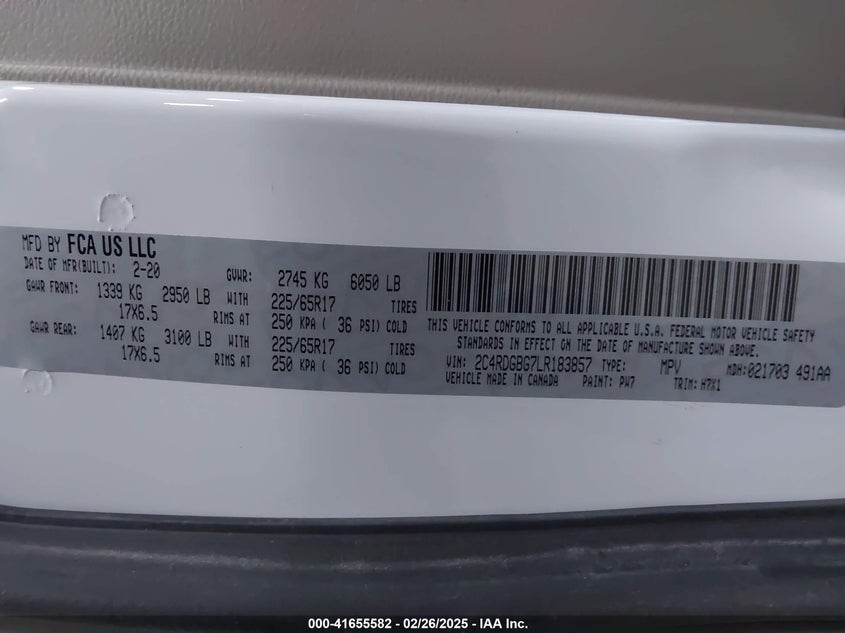 MFD BY FCA US LLC
DATE OF MFR(BUILT): 2-20 GVWR: 2745 KG 6050 LB
GAWR FRONT: 1339 KG 2950 LB WITH 225/65R17 TIRES
17X6.5 RIMS AT 250 KPA ( 36 PSI) COLD
GAWR REAR: 1407 KG 3100 LB WITH 225/65R17 TIRES
17X6.5 RIMS AT 250 KPA ( 36 PSI) COLD
THIS VEHICLE CONFORMS TO ALL APPLICABLE U.S.A. FEDERAL MOTOR VEHICLE SAFETY
STANDARDS IN EFFECT ON THE DATE OF MANUFACTURE SHOWN ABOVE.
VIN: 2C4RDGBG7LR183857 TYPE: MPV MDH:021703 491AA
VEHICLE MADE IN CANADA PAINT: PW7 TRIM: H7X1
000-41655582 / 02/26/2025 - IAA Inc.